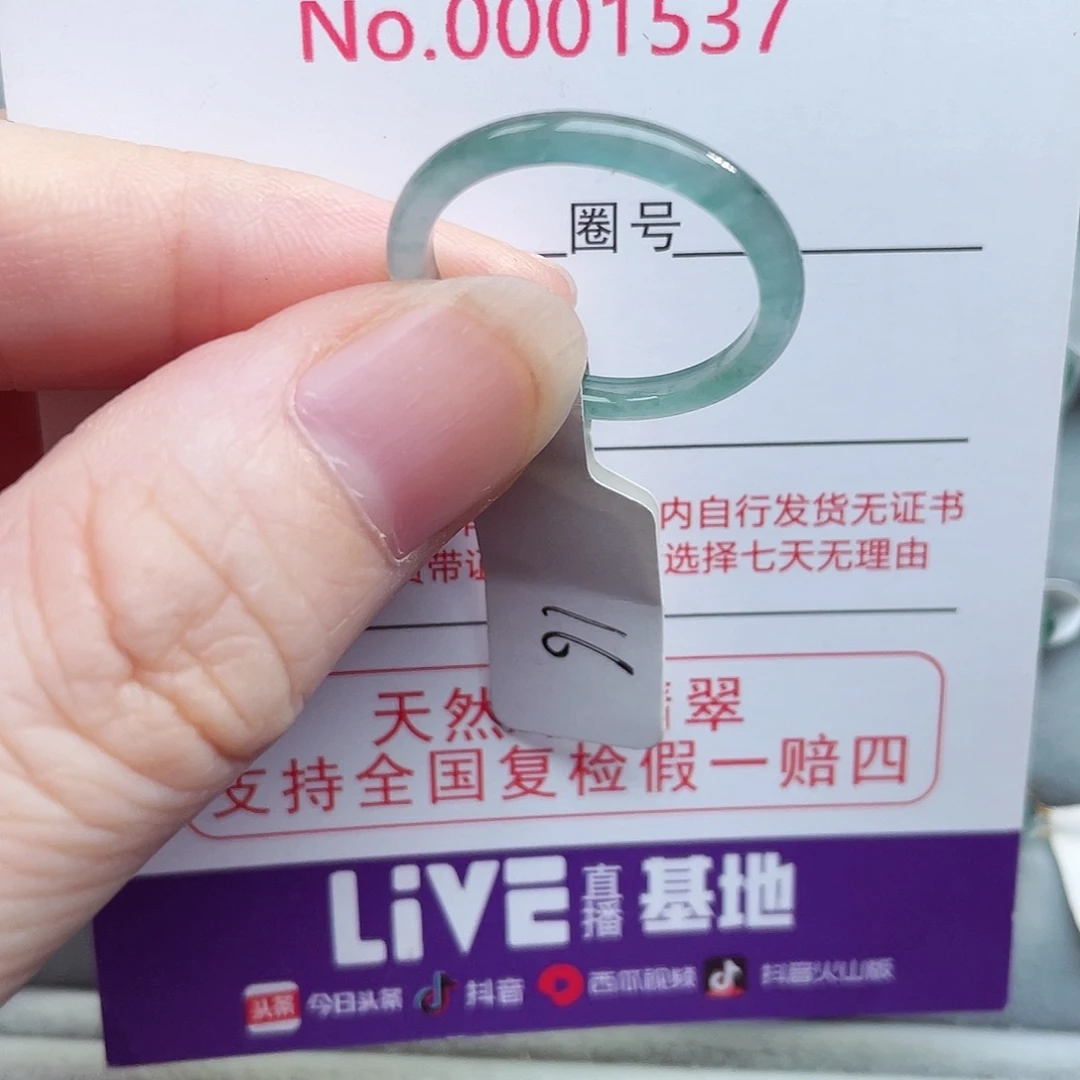 No.0001537
圈号
内自行发货无证书
带证 选择七天无理由
天然 翡翠
支持全国复检假一赔四
LiVE 直播 基地
头条 今日头条 抖音 西瓜视频 抖音火山版